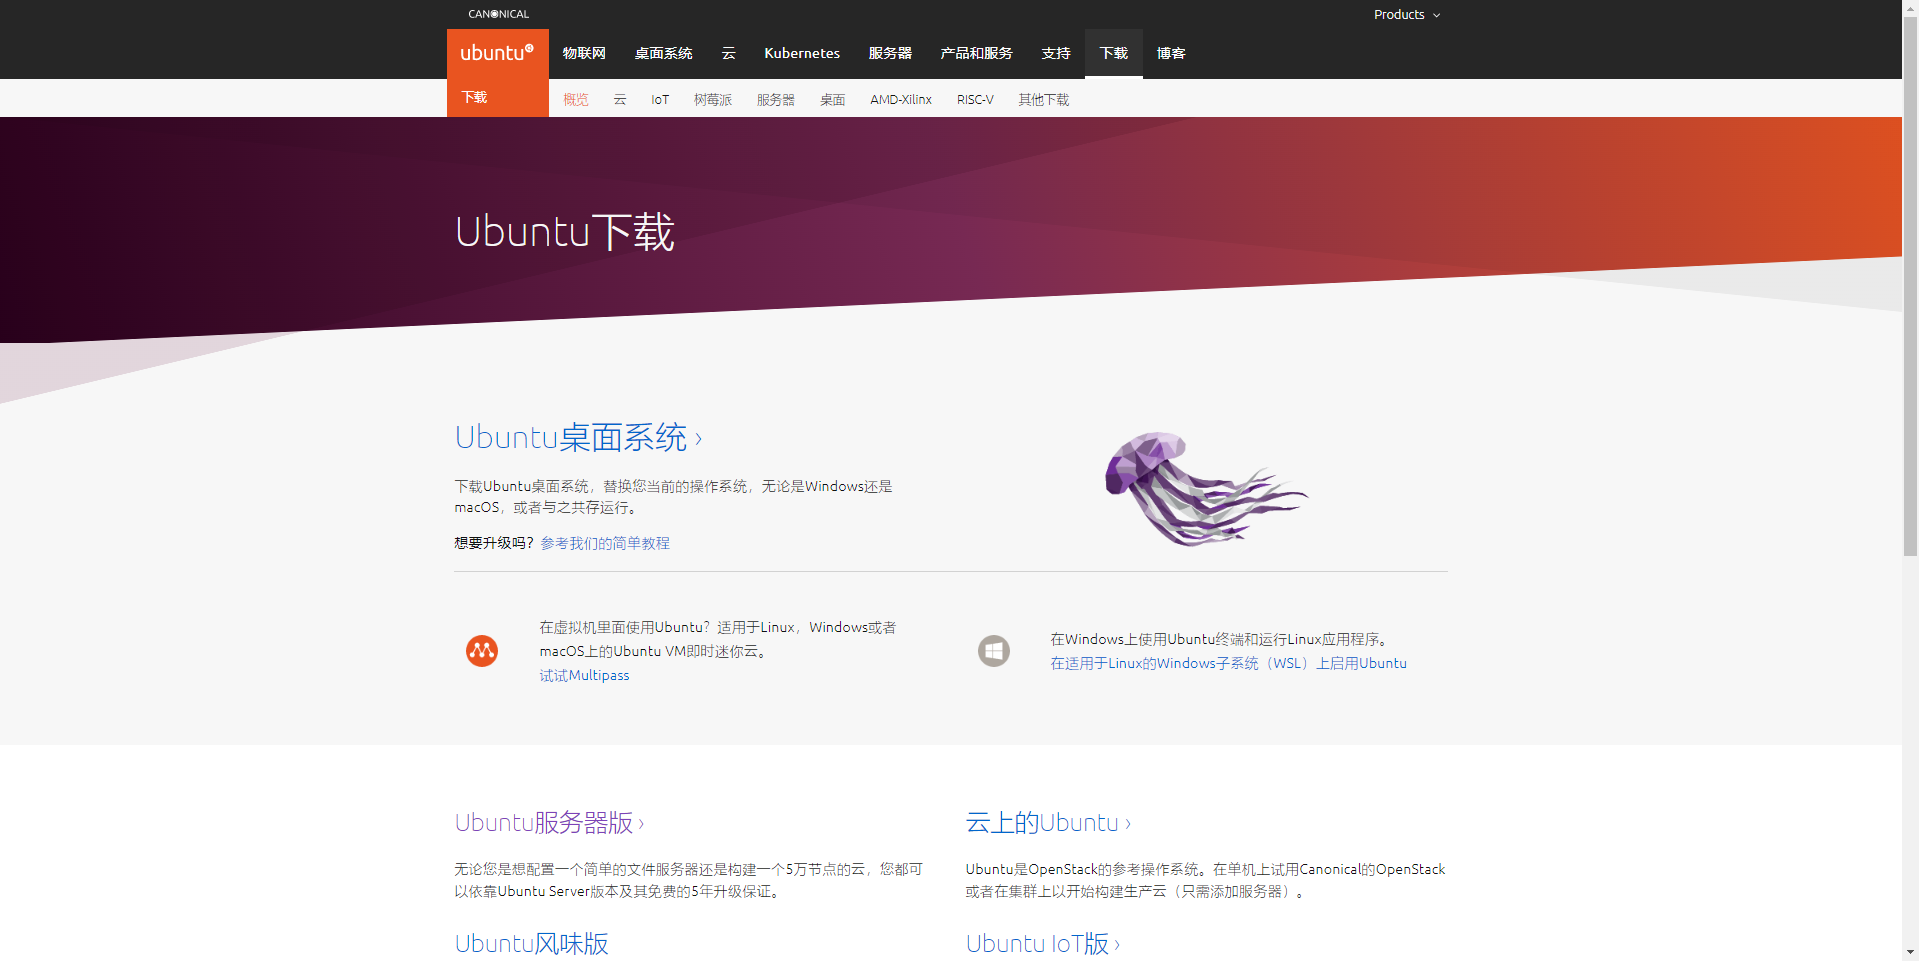 CANONICAL
Products
ubuntu®
物联网
桌面系统
云
Kubernetes
服务器
产品和服务
支持
下载
博客
下载
概览
云
IoT
树莓派
服务器
桌面
AMD-Xilinx
RISC-V
其他下载
Ubuntu下载
Ubuntu桌面系统 ›
下载Ubuntu桌面系统，替换您当前的操作系统，无论是Windows还是
macOS，或者与之共存运行。
想要升级吗？参考我们的简单教程
在虚拟机里面使用Ubuntu？适用于Linux，Windows或者
macOS上的Ubuntu VM即时迷你云。
试试Multipass
在Windows上使用Ubuntu终端和运行Linux应用程序。
在适用于Linux的Windows子系统（WSL）上启用Ubuntu
Ubuntu服务器版 ›
无论您是想配置一个简单的文件服务器还是构建一个5万节点的云，您都可
以依靠Ubuntu Server版本及其免费的5年升级保证。
云上的Ubuntu ›
Ubuntu是OpenStack的参考操作系统。在单机上试用Canonical的OpenStack
或者在集群上以开始构建生产云（只需添加服务器）。
Ubuntu风味版
Ubuntu IoT版 ›